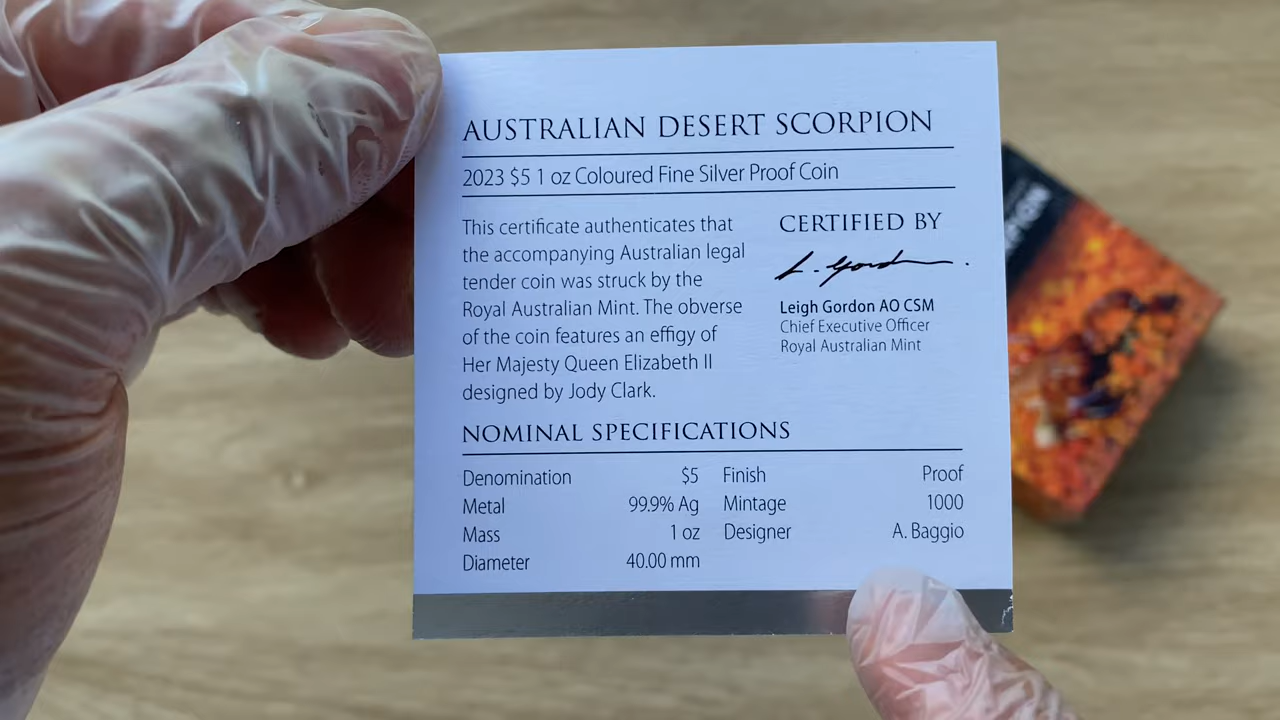 AUSTRALIAN DESERT SCORPION
2023 $5 1 oz Coloured Fine Silver Proof Coin
This certificate authenticates that
the accompanying Australian legal
tender coin was struck by the
Royal Australian Mint. The obverse
of the coin features an effigy of
Her Majesty Queen Elizabeth II
designed by Jody Clark.
CERTIFIED BY
L. Gordon.
Leigh Gordon AO CSM
Chief Executive Officer
Royal Australian Mint
NOMINAL SPECIFICATIONS
Denomination $5 Finish Proof
Metal 99.9% Ag Mintage 1000
Mass 1 oz Designer A. Baggio
Diameter 40.00 mm